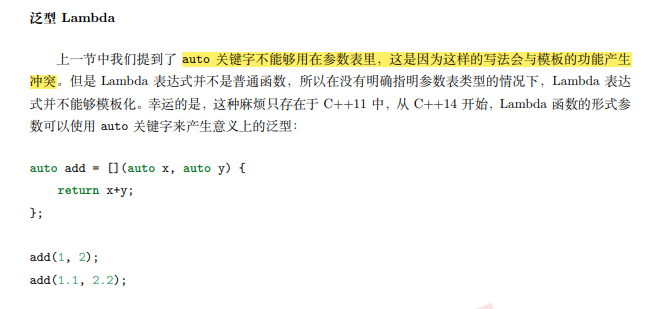 泛型 Lambda
上一节中我们提到了 auto 关键字不能够用在参数表里，这是因为这样的写法会与模板的功能产生
冲突。但是 Lambda 表达式并不是普通函数，所以在没有明确指明参数表类型的情况下，Lambda 表达
式并不能够模板化。幸运的是，这种麻烦只存在于 C++11 中，从 C++14 开始，Lambda 函数的形式参
数可以使用 auto 关键字来产生意义上的泛型：
auto add = [](auto x, auto y) {
    return x+y;
};
add(1, 2);
add(1.1, 2.2);